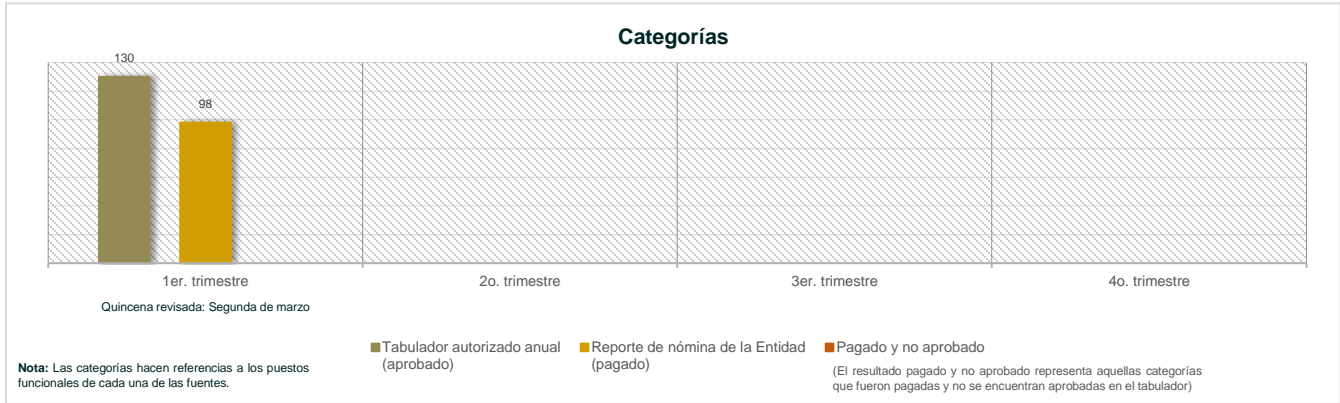 Categorías
130
98
1er. trimestre
2o. trimestre
3er. trimestre
4o. trimestre
Quincena revisada: Segunda de marzo
Tabulador autorizado anual
(aprobado)
Reporte de nómina de la Entidad
(pagado)
Pagado y no aprobado
(El resultado pagado y no aprobado representa aquellas categorías
que fueron pagadas y no se encuentran aprobadas en el tabulador)
Nota: Las categorías hacen referencias a los puestos
funcionales de cada una de las fuentes.